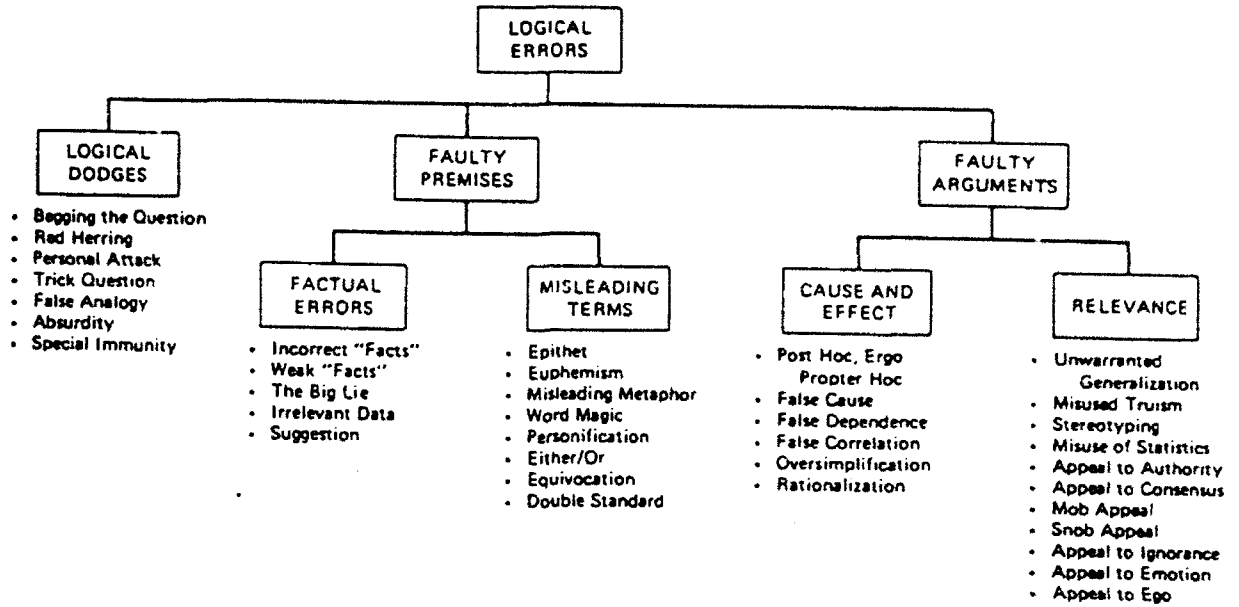 LOGICAL
ERRORS
LOGICAL
DODGES
• Begging the Question
• Red Herring
• Personal Attack
• Trick Question
• False Analogy
• Absurdity
• Special Immunity
FAULTY
PREMISES
FACTUAL
ERRORS
• Incorrect "Facts"
• Weak "Facts"
• The Big Lie
• Irrelevant Data
• Suggestion
MISLEADING
TERMS
• Epithet
• Euphemism
• Misleading Metaphor
• Word Magic
• Personification
• Either/Or
• Equivocation
• Double Standard
FAULTY
ARGUMENTS
CAUSE AND
EFFECT
• Post Hoc, Ergo
Propter Hoc
• False Cause
• False Dependence
• False Correlation
• Oversimplification
• Rationalization
RELEVANCE
• Unwarranted
Generalization
• Misused Truism
• Stereotyping
• Misuse of Statistics
• Appeal to Authority
• Appeal to Consensus
• Mob Appeal
• Snob Appeal
• Appeal to Ignorance
• Appeal to Emotion
• Appeal to Ego